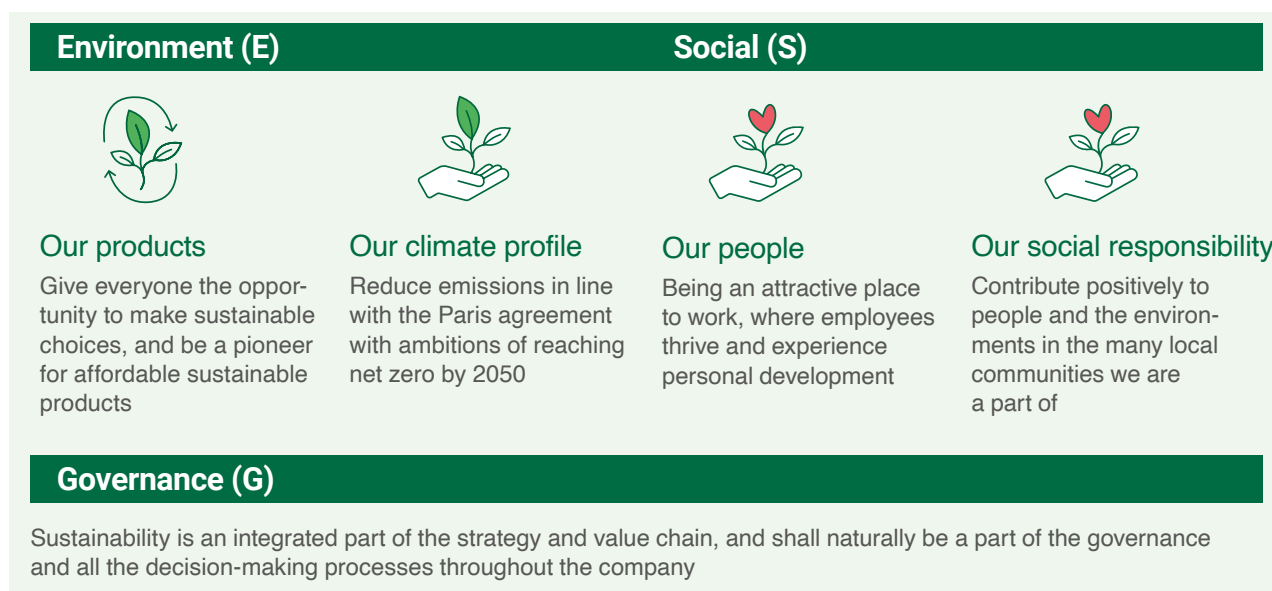 Environment (E)
Social (S)
Our products
Give everyone the oppor-
tunity to make sustainable
choices, and be a pioneer
for affordable sustainable
products
Our climate profile
Reduce emissions in line
with the Paris agreement
with ambitions of reaching
net zero by 2050
Our people
Being an attractive place
to work, where employees
thrive and experience
personal development
Our social responsibility
Contribute positively to
people and the environ-
ments in the many local
communities we are
a part of
Governance (G)
Sustainability is an integrated part of the strategy and value chain, and shall naturally be a part of the governance
and all the decision-making processes throughout the company